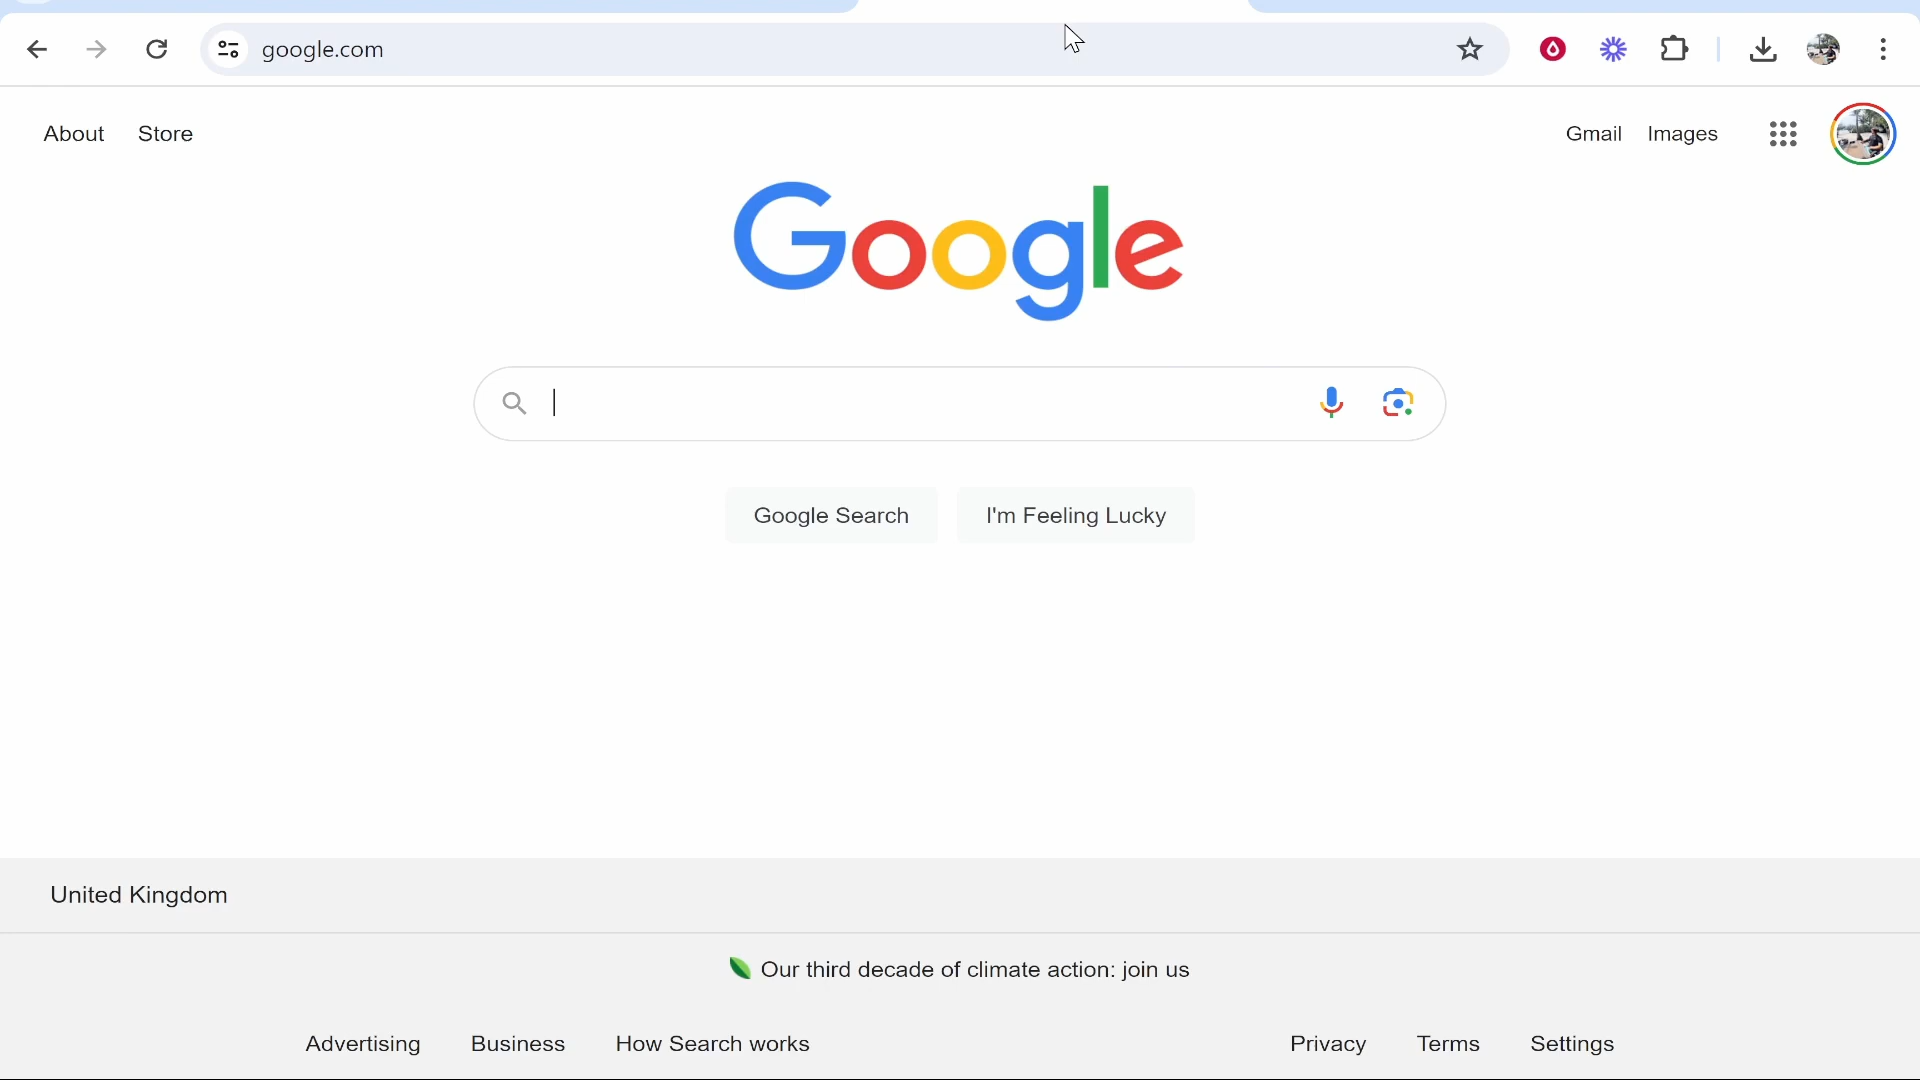 google.com
About Store
Gmail Images
Google
Google Search I'm Feeling Lucky
United Kingdom
Our third decade of climate action: join us
Advertising Business How Search works
Privacy Terms Settings